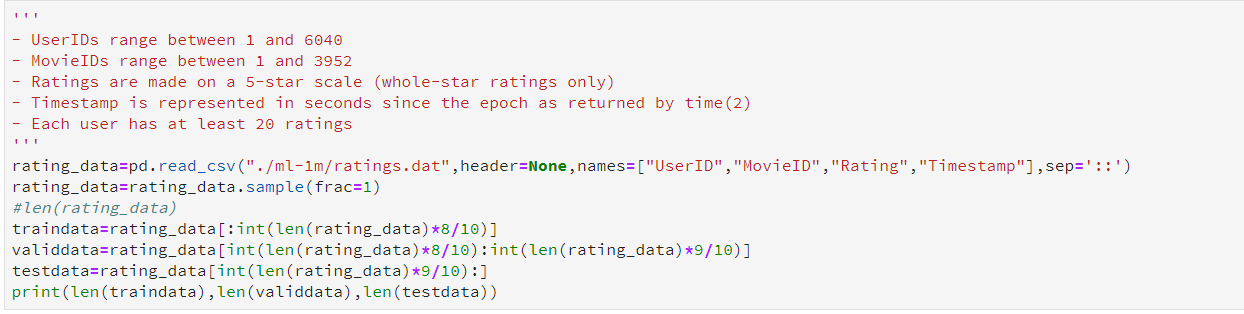 '''
- UserIDs range between 1 and 6040
- MovieIDs range between 1 and 3952
- Ratings are made on a 5-star scale (whole-star ratings only)
- Timestamp is represented in seconds since the epoch as returned by time(2)
- Each user has at least 20 ratings
'''
rating_data=pd.read_csv("./ml-1m/ratings.dat",header=None,names=["UserID","MovieID","Rating","Timestamp"],sep='::')
rating_data=rating_data.sample(frac=1)
#len(rating_data)
traindata=rating_data[:int(len(rating_data)*8/10)]
validdata=rating_data[int(len(rating_data)*8/10):int(len(rating_data)*9/10)]
testdata=rating_data[int(len(rating_data)*9/10):]
print(len(traindata),len(validdata),len(testdata))